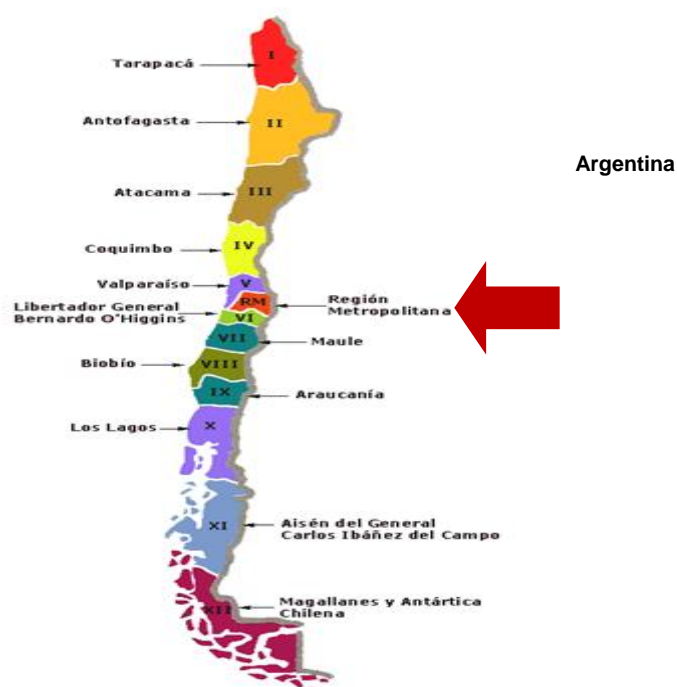 I
Tarapacá
Antofagasta
II
Argentina
Atacama
III
Coquimbo
IV
Valparaíso
V
RM
Región
Metropolitana
Libertador General
Bernardo O'Higgins
VI
VII
Maule
Biobío
VIII
IX
Araucanía
Los Lagos
X
XI
Aisén del General
Carlos Ibáñez del Campo
XII
Magallanes y Antártica
Chilena